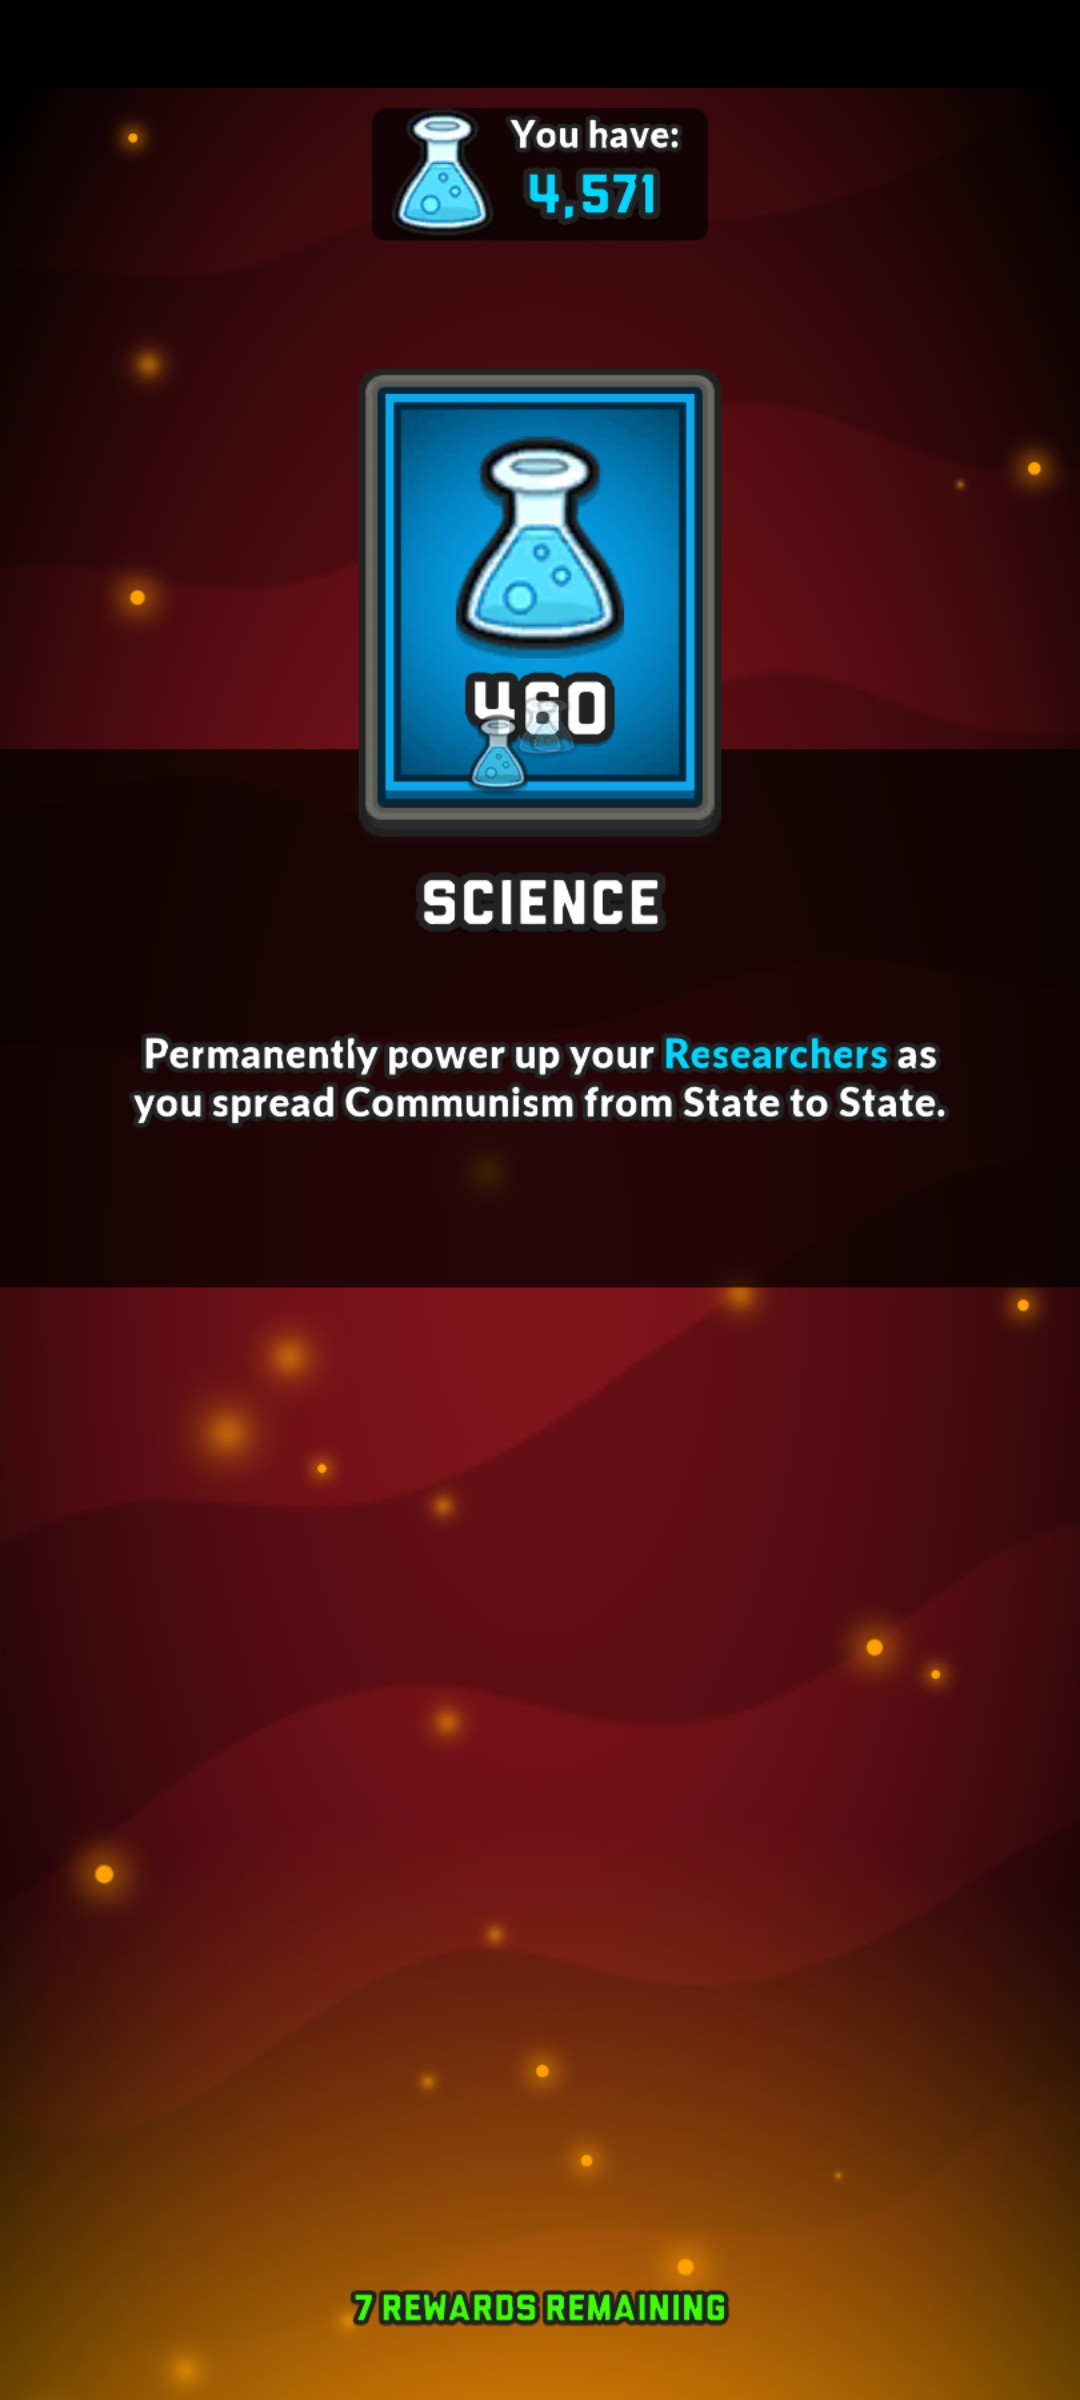 You have:
4,571
460
SCIENCE
Permanently power up your Researchers as
you spread Communism from State to State.
7 REWARDS REMAINING